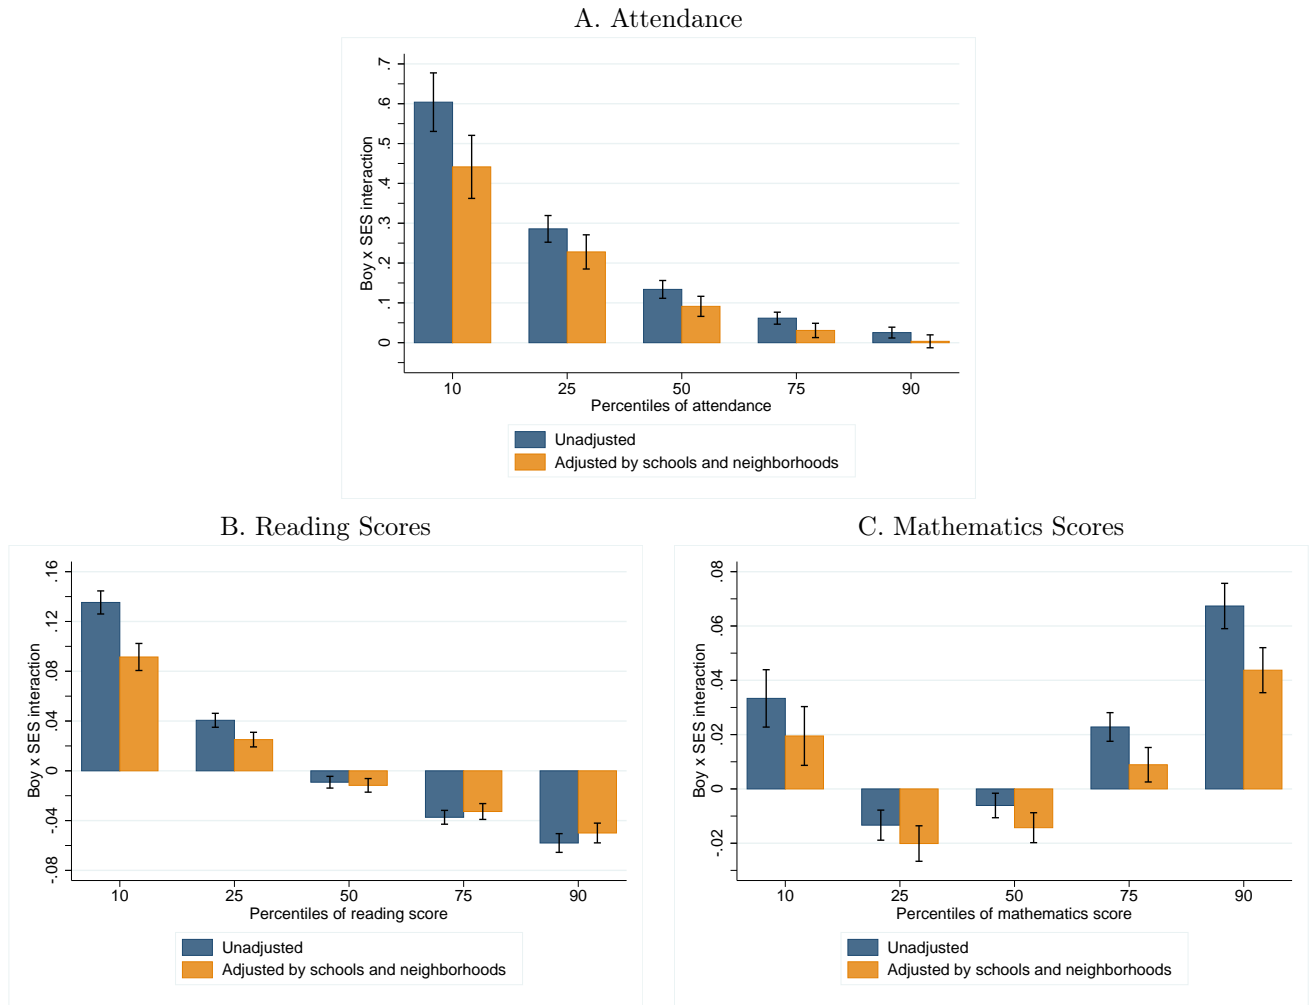 A. Attendance
Boy x SES interaction
.7
.6
.5
.4
.3
.2
.1
0
10 25 50 75 90
Percentiles of attendance
Unadjusted
Adjusted by schools and neighborhoods
B. Reading Scores
Boy x SES interaction
.16
.12
.08
.04
0
-.04
-.08
10 25 50 75 90
Percentiles of reading score
Unadjusted
Adjusted by schools and neighborhoods
C. Mathematics Scores
Boy x SES interaction
.08
.06
.04
.02
0
-.02
10 25 50 75 90
Percentiles of mathematics score
Unadjusted
Adjusted by schools and neighborhoods